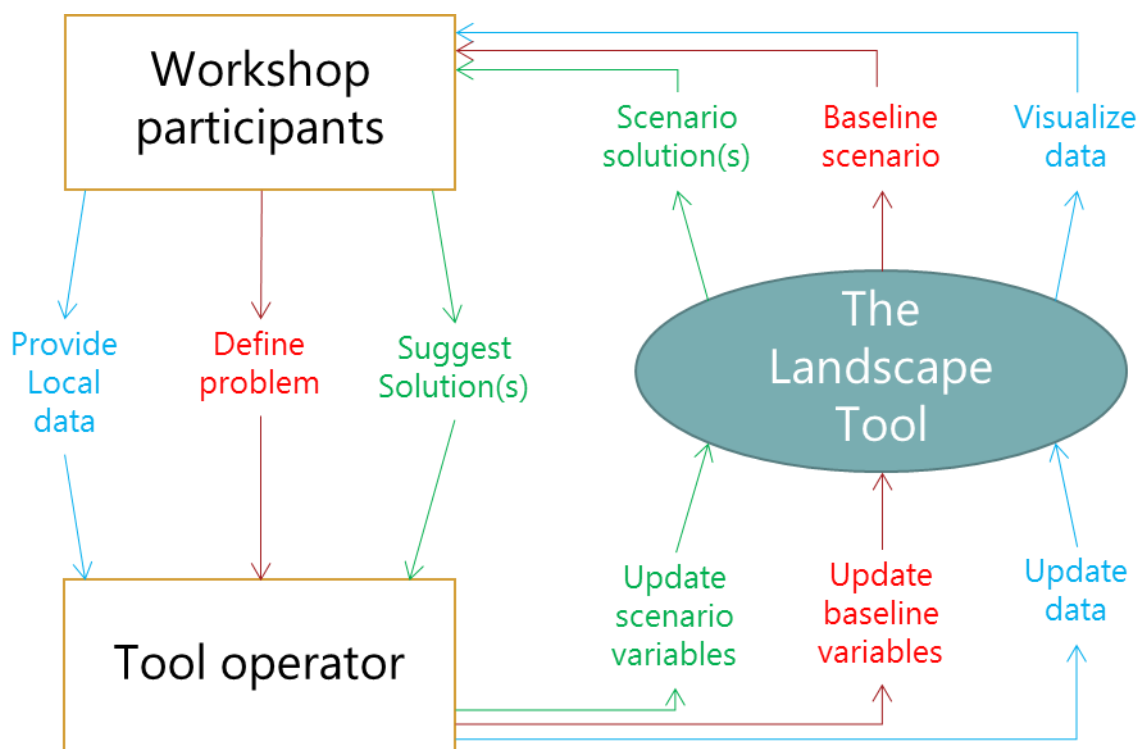 Workshop
participants
Scenario
solution(s)
Baseline
scenario
Visualize
data
Provide
Local
data
Define
problem
Suggest
Solution(s)
The
Landscape
Tool
Tool operator
Update
scenario
variables
Update
baseline
variables
Update
data